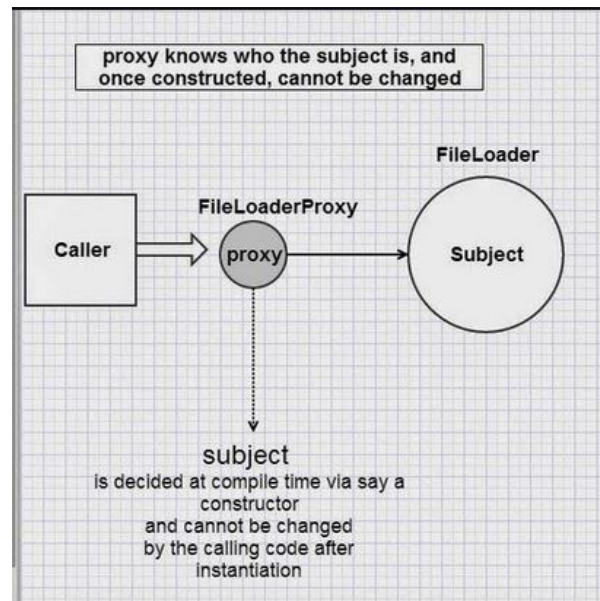 proxy knows who the subject is, and
once constructed, cannot be changed
FileLoader
FileLoaderProxy
Caller
proxy
Subject
subject
is decided at compile time via say a
constructor
and cannot be changed
by the calling code after
instantiation